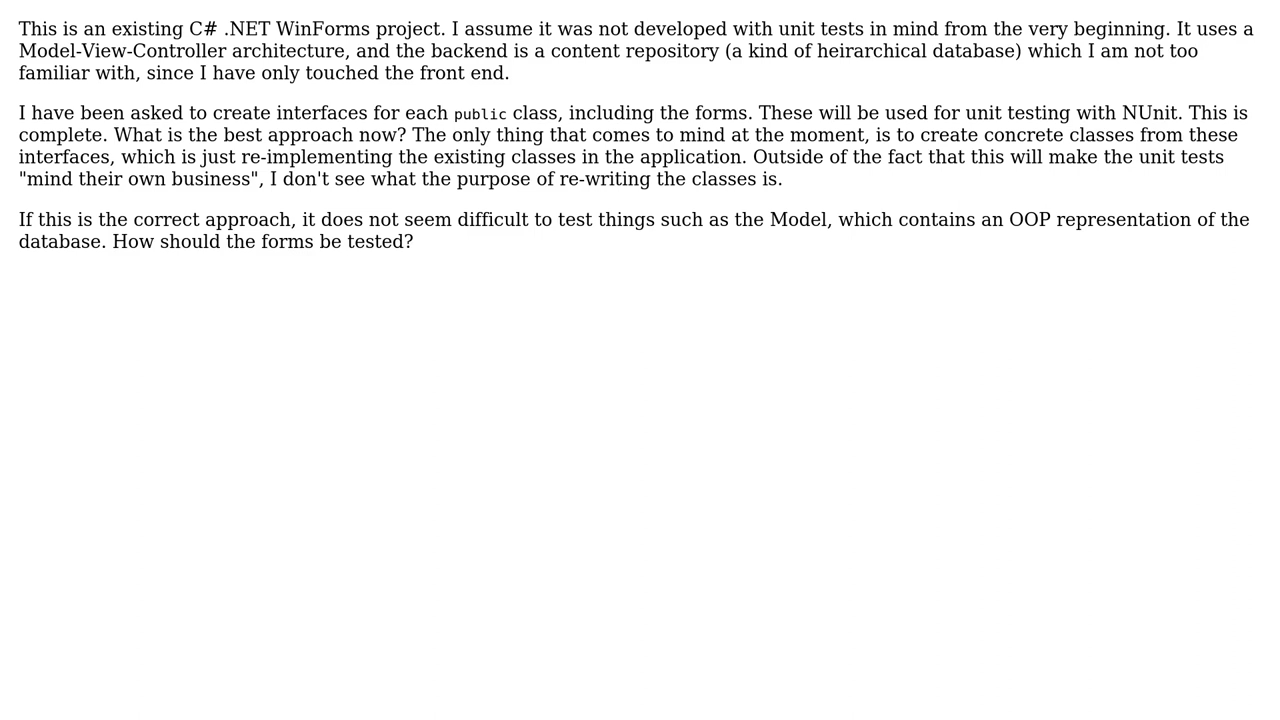 This is an existing C# .NET WinForms project. I assume it was not developed with unit tests in mind from the very beginning. It uses a
Model-View-Controller architecture, and the backend is a content repository (a kind of heirarchical database) which I am not too
familiar with, since I have only touched the front end.
I have been asked to create interfaces for each public class, including the forms. These will be used for unit testing with NUnit. This is
complete. What is the best approach now? The only thing that comes to mind at the moment, is to create concrete classes from these
interfaces, which is just re-implementing the existing classes in the application. Outside of the fact that this will make the unit tests
"mind their own business", I don't see what the purpose of re-writing the classes is.
If this is the correct approach, it does not seem difficult to test things such as the Model, which contains an OOP representation of the
database. How should the forms be tested?